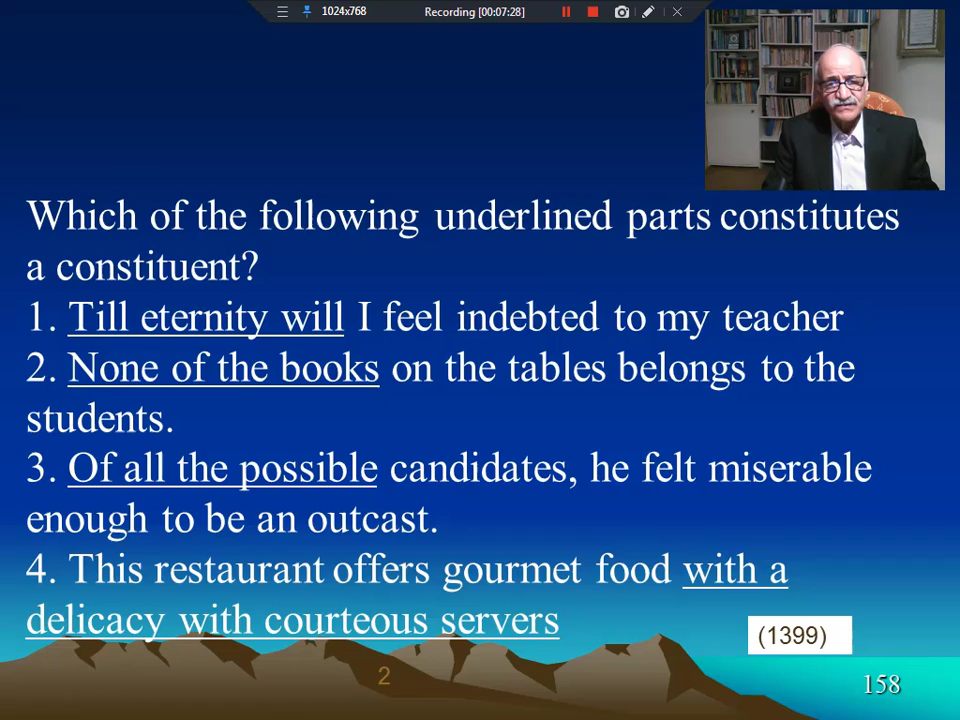 1024x768 Recording [00:07:28]
Which of the following underlined parts constitutes
a constituent?
1. Till eternity will I feel indebted to my teacher
2. None of the books on the tables belongs to the
students.
3. Of all the possible candidates, he felt miserable
enough to be an outcast.
4. This restaurant offers gourmet food with a
delicacy with courteous servers
(1399)
2
158